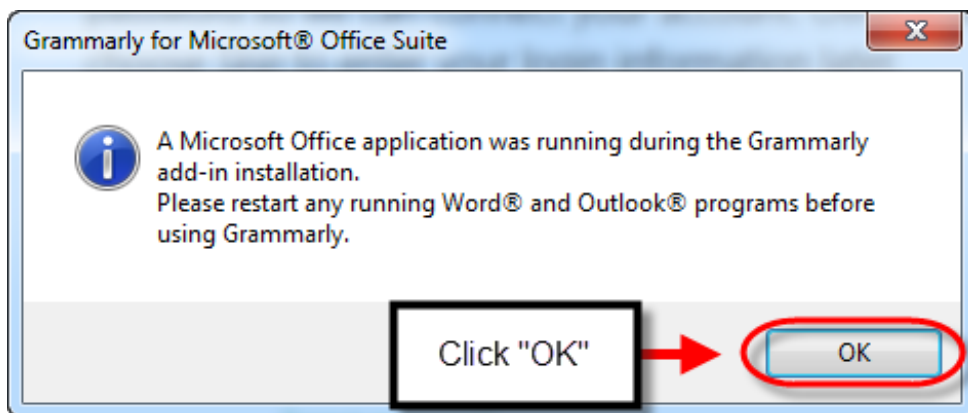 Grammarly for Microsoft® Office Suite
A Microsoft Office application was running during the Grammarly
add-in installation.
Please restart any running Word® and Outlook® programs before
using Grammarly.
Click "OK"
OK